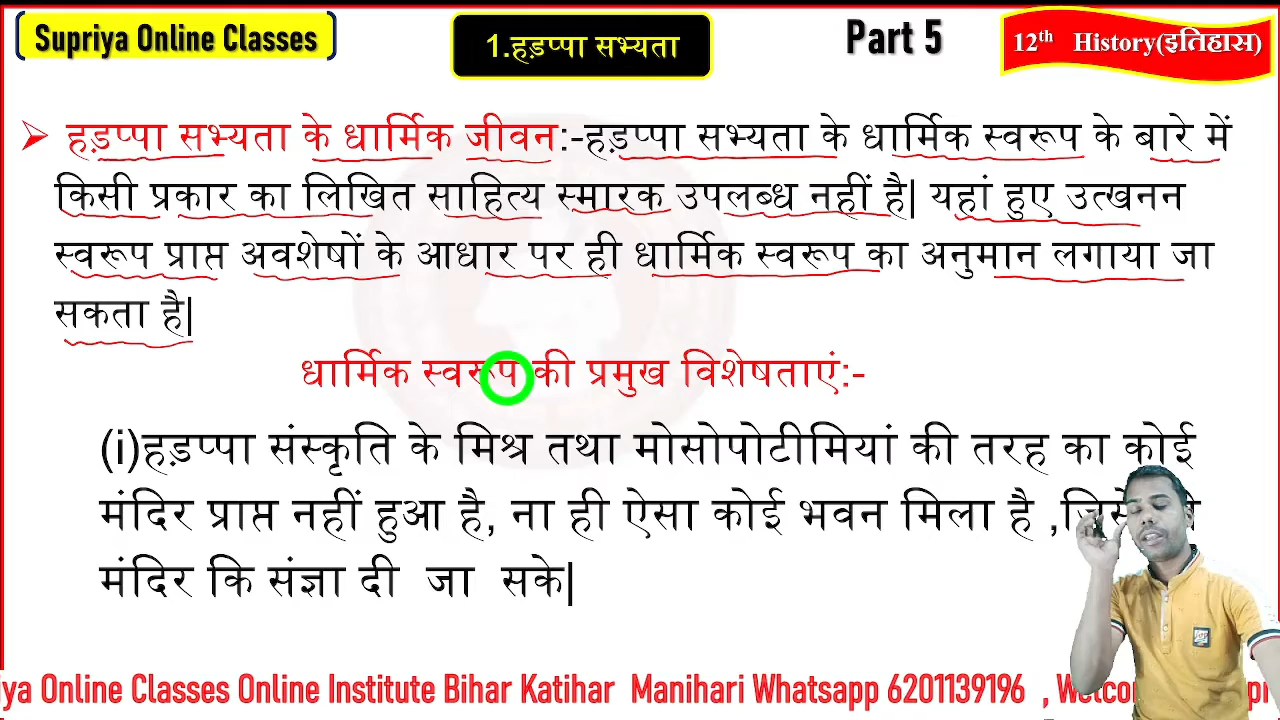 Supriya Online Classes
1.हड़प्पा सभ्यता
Part 5
12th History(इतिहास)
➢ हड़प्पा सभ्यता के धार्मिक जीवन:-हड़प्पा सभ्यता के धार्मिक स्वरूप के बारे में
किसी प्रकार का लिखित साहित्य स्मारक उपलब्ध नहीं है| यहां हुए उत्खनन
स्वरूप प्राप्त अवशेषों के आधार पर ही धार्मिक स्वरूप का अनुमान लगाया जा
सकता है|
धार्मिक स्वरूप की प्रमुख विशेषताएं:-
(i)हड़प्पा संस्कृति के मिश्र तथा मोसोपोटीमियां की तरह का कोई
मंदिर प्राप्त नहीं हुआ है, ना ही ऐसा कोई भवन मिला है ,
मंदिर कि संज्ञा दी जा सके|
Online Classes Online Institute Bihar Katihar Manihari Whatsapp 6201139196 ,